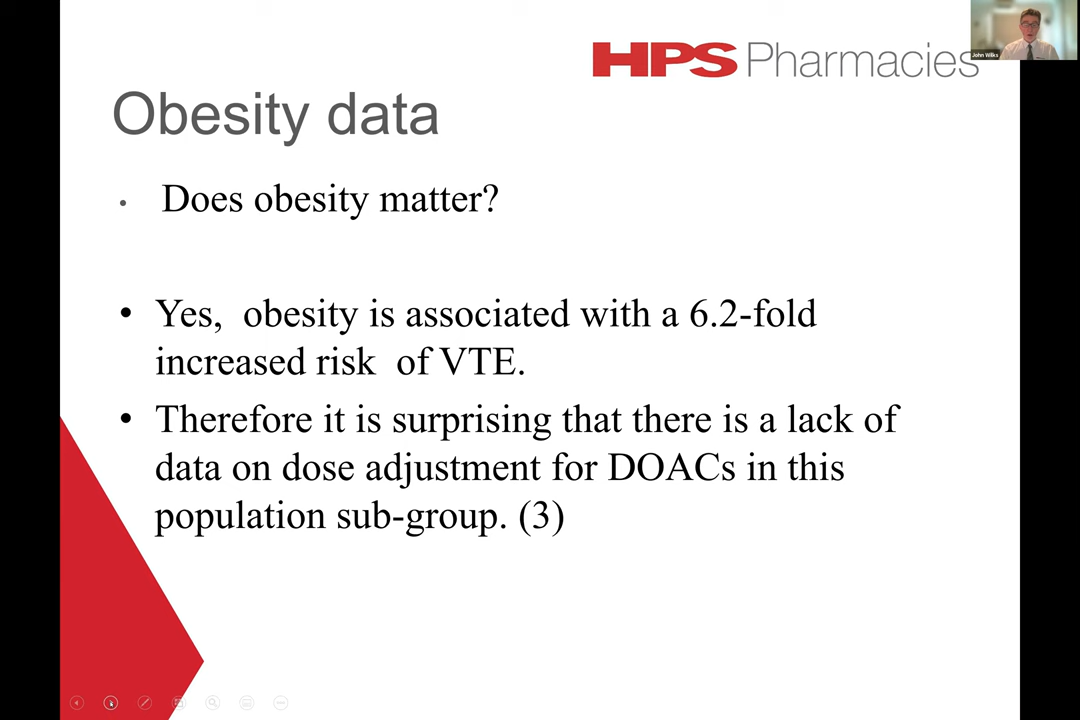 John Wilks
HPS Pharmacies
Obesity data
• Does obesity matter?
• Yes,  obesity is associated with a 6.2-fold
increased risk  of VTE.
• Therefore it is surprising that there is a lack of
data on dose adjustment for DOACs in this
population sub-group. (3)